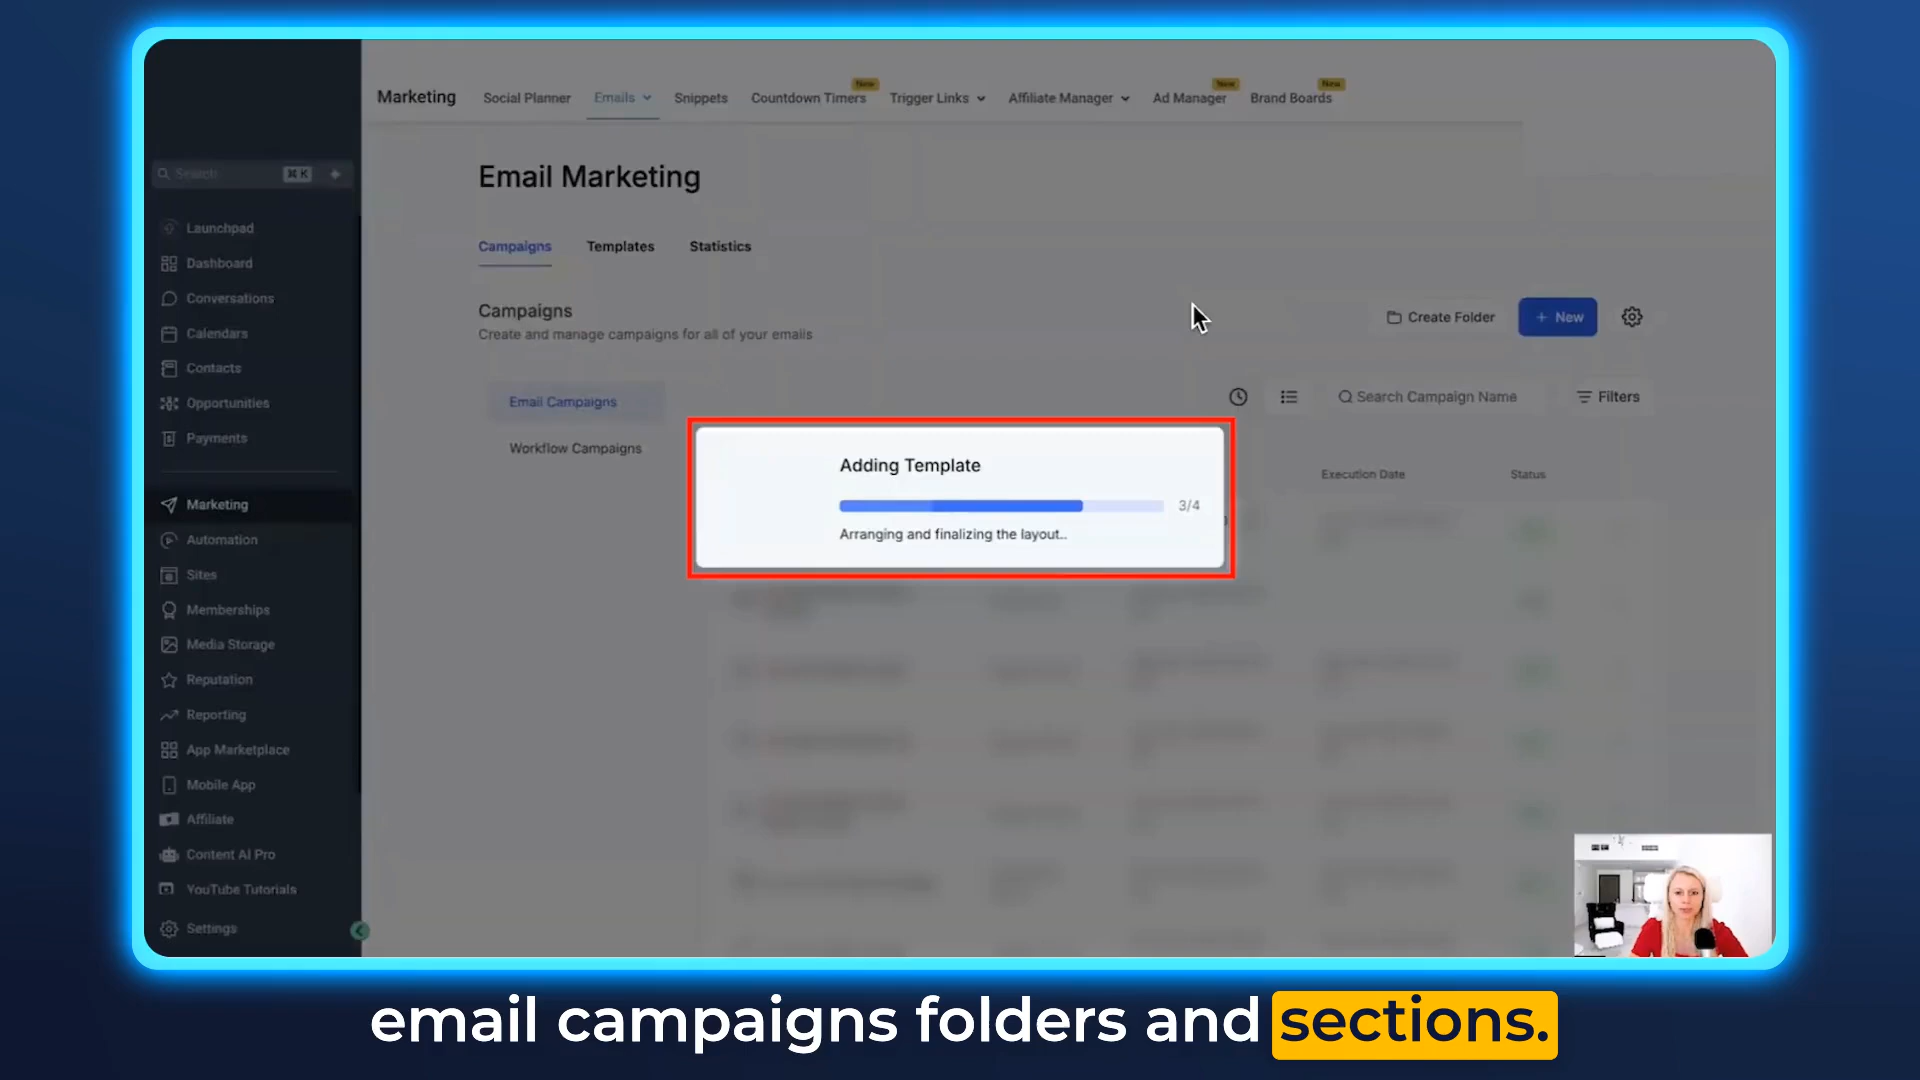 Marketing
Social Planner
Emails
Snippets
Countdown Timers
New
Trigger Links
Affiliate Manager
Ad Manager
New
Brand Boards
New
Search
⌘ K
Launchpad
Dashboard
Conversations
Calendars
Contacts
Opportunities
Payments
Marketing
Automation
Sites
Memberships
Media Storage
Reputation
Reporting
App Marketplace
Mobile App
Affiliate
Content AI Pro
YouTube Tutorials
Settings
Email Marketing
Campaigns
Templates
Statistics
Campaigns
Create and manage campaigns for all of your emails
Create Folder
+ New
Email Campaigns
Workflow Campaigns
Search Campaign Name
Filters
Execution Date
Status
Adding Template
3/4
Arranging and finalizing the layout..
email campaigns folders and sections.